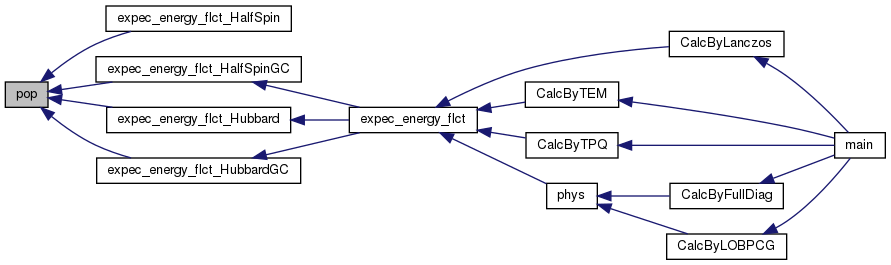 pop
expec_energy_flct_HalfSpin
expec_energy_flct_HalfSpinGC
expec_energy_flct_Hubbard
expec_energy_flct_HubbardGC
expec_energy_flct
CalcByLanczos
CalcByTEM
CalcByTPQ
phys
CalcByFullDiag
CalcByLOBPCG
main